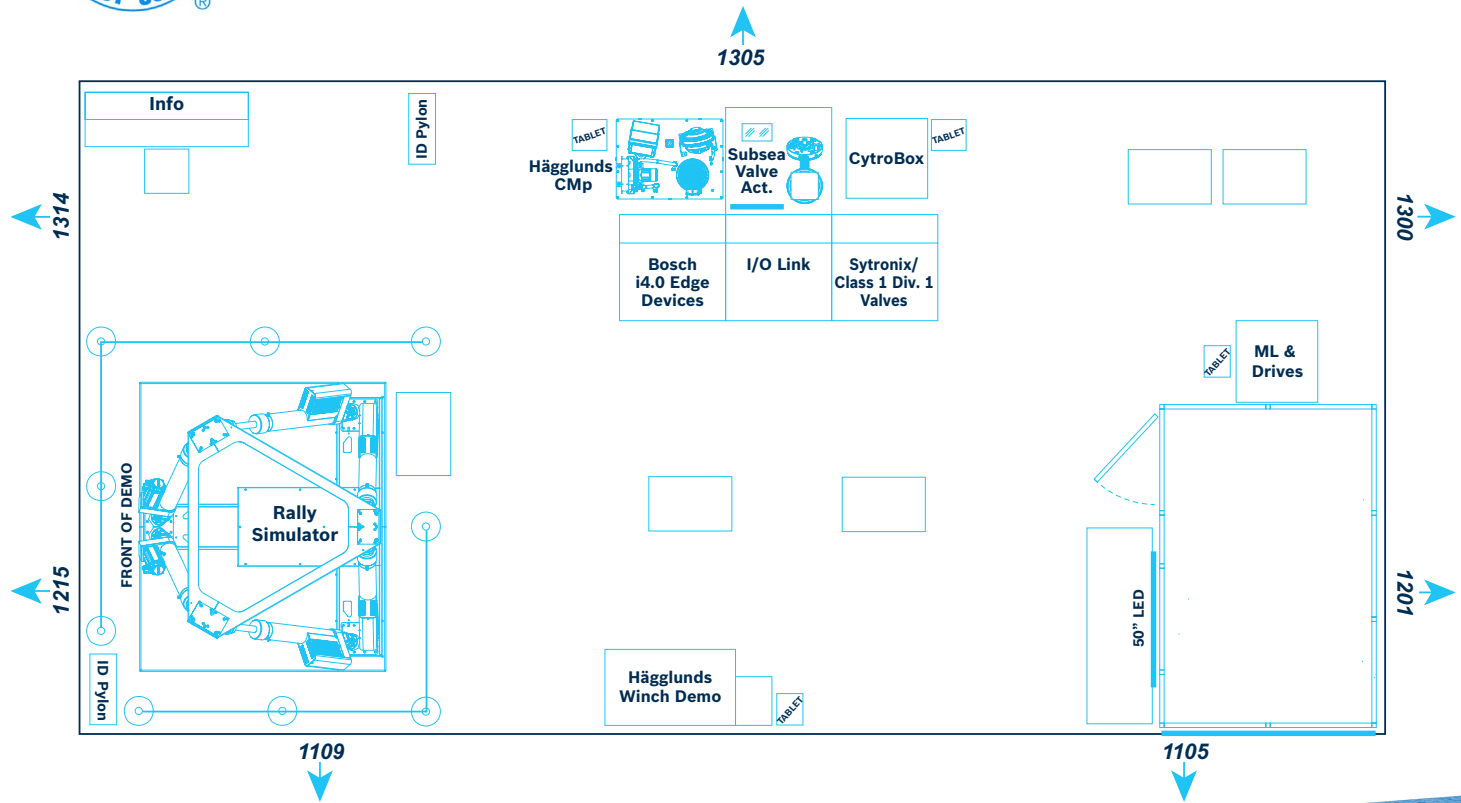 ®
1305
Info
ID Pylon
TABLET
Hägglunds
CMp
Subsea
Valve
Act.
CytroBox
TABLET
1314
1300
Bosch
i4.0 Edge
Devices
I/O Link
Sytronix/
Class 1 Div. 1
Valves
TABLET
ML &
Drives
FRONT OF DEMO
Rally
Simulator
1215
1201
50” LED
ID Pylon
Hägglunds
Winch Demo
TABLET
1109
1105